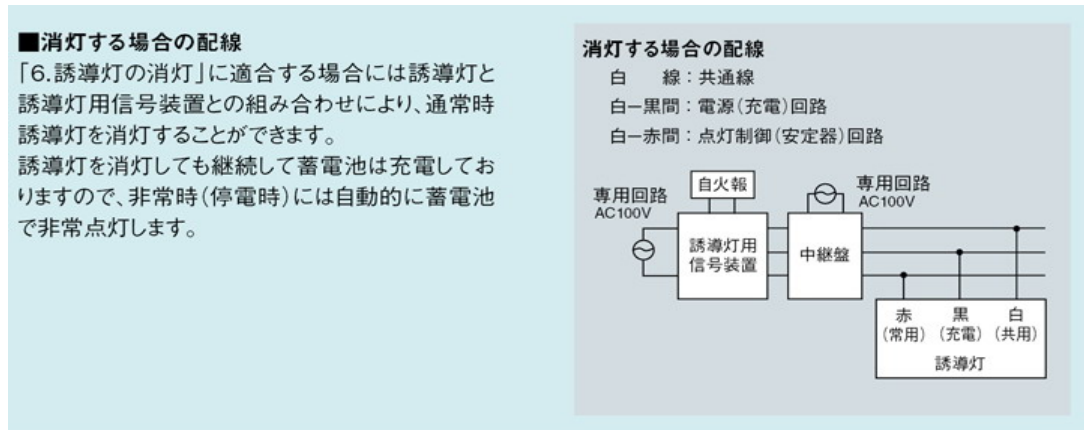 ■消灯する場合の配線
「6.誘導灯の消灯」に適合する場合には誘導灯と
誘導灯用信号装置との組み合わせにより、通常時
誘導灯を消灯することができます。
誘導灯を消灯しても継続して蓄電池は充電してお
りますので、非常時(停電時)には自動的に蓄電池
で非常点灯します。
消灯する場合の配線
白　　線：共通線
白ー黒間：電源(充電)回路
白ー赤間：点灯制御(安定器)回路
専用回路
AC100V
自火報
専用回路
AC100V
誘導灯用
信号装置
中継盤
赤 黒 白
(常用) (充電) (共用)
誘導灯